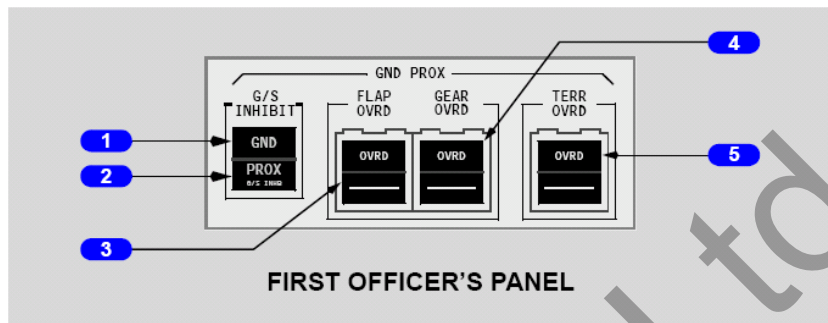 GND PROX
G/S INHIBIT
FLAP OVRD
GEAR OVRD
TERR OVRD
GND
PROX
G/S INHB
OVRD
OVRD
OVRD
1
2
3
4
5
FIRST OFFICER'S PANEL
ltd